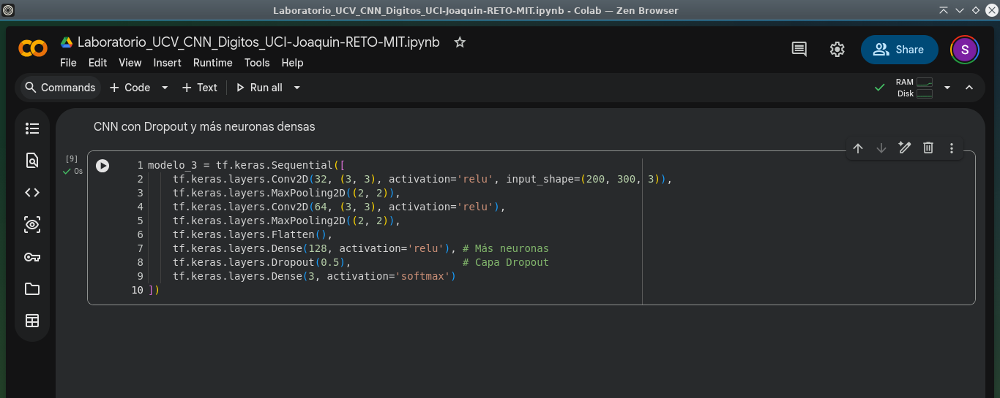 Laboratorio_UCV_CNN_Digitos_UCI-Joaquin-RETO-MIT.ipynb - Colab — Zen Browser
Laboratorio_UCV_CNN_Digitos_UCI-Joaquin-RETO-MIT.ipynb
File Edit View Insert Runtime Tools Help
Share
S
Commands + Code + Text Run all
RAM
Disk
CNN con Dropout y más neuronas densas
[9]
0s
1 modelo_3 = tf.keras.Sequential([
2     tf.keras.layers.Conv2D(32, (3, 3), activation='relu', input_shape=(200, 300, 3)),
3     tf.keras.layers.MaxPooling2D((2, 2)),
4     tf.keras.layers.Conv2D(64, (3, 3), activation='relu'),
5     tf.keras.layers.MaxPooling2D((2, 2)),
6     tf.keras.layers.Flatten(),
7     tf.keras.layers.Dense(128, activation='relu'), # Más neuronas
8     tf.keras.layers.Dropout(0.5),                  # Capa Dropout
9     tf.keras.layers.Dense(3, activation='softmax')
10 ])